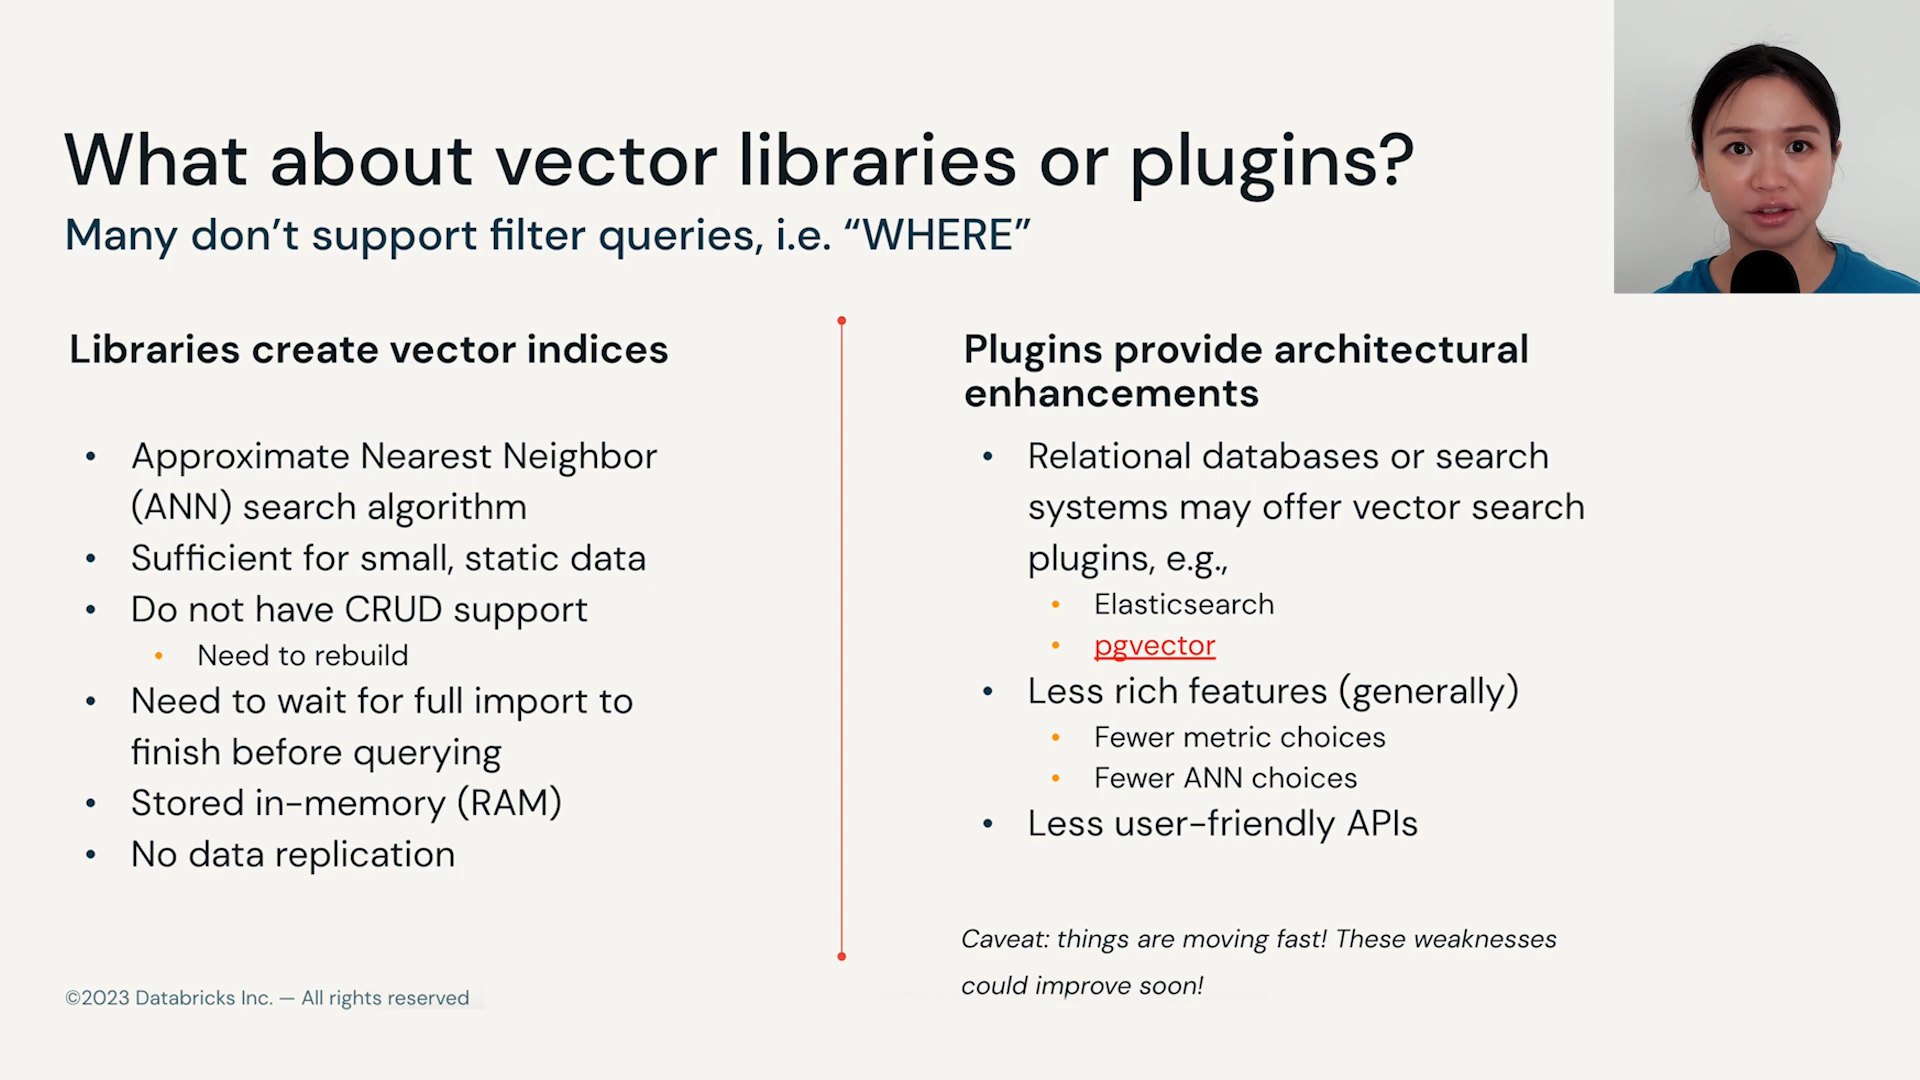 What about vector libraries or plugins?
Many don’t support filter queries, i.e. “WHERE”
Libraries create vector indices
• Approximate Nearest Neighbor
(ANN) search algorithm
• Sufficient for small, static data
• Do not have CRUD support
• Need to rebuild
• Need to wait for full import to
finish before querying
• Stored in-memory (RAM)
• No data replication
Plugins provide architectural
enhancements
• Relational databases or search
systems may offer vector search
plugins, e.g.,
• Elasticsearch
• pgvector
• Less rich features (generally)
• Fewer metric choices
• Fewer ANN choices
• Less user-friendly APIs
Caveat: things are moving fast! These weaknesses
could improve soon!
©2023 Databricks Inc. — All rights reserved